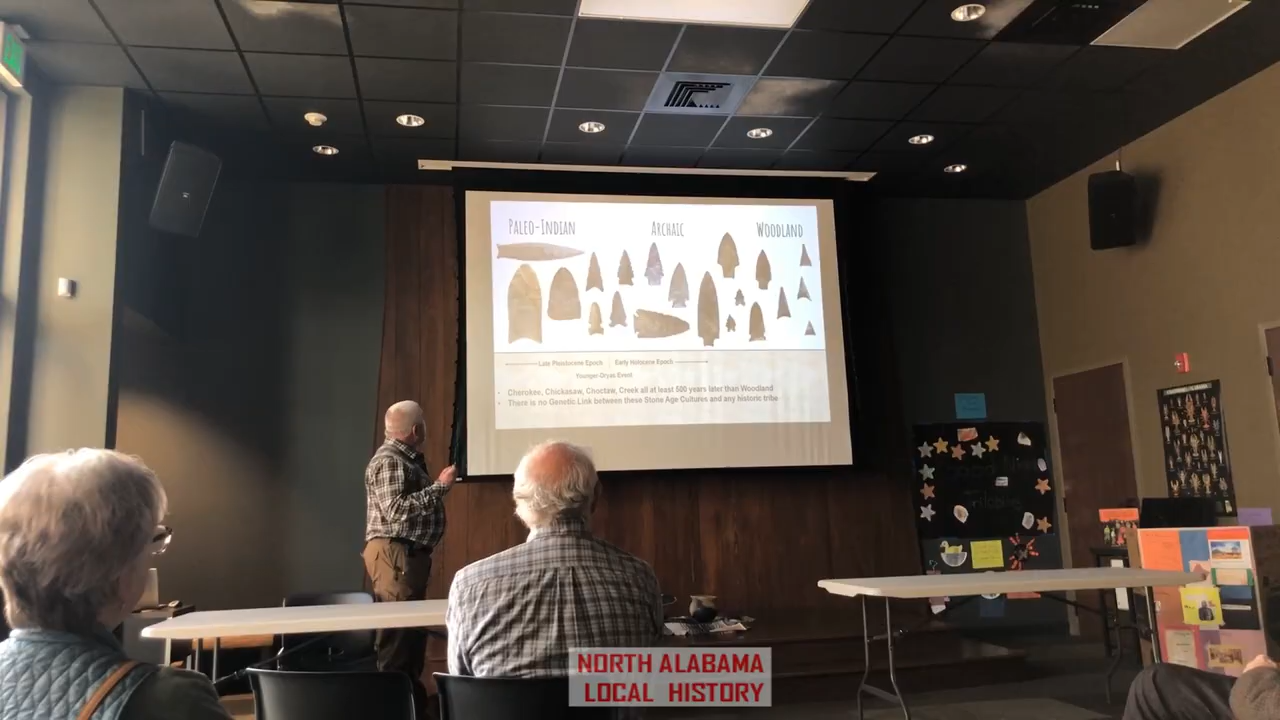 PALEO-INDIAN
ARCHAIC
WOODLAND
Late Pleistocene Epoch
Early Holocene Epoch
Younger-Dryas Event
- Cherokee, Chickasaw, Choctaw, Creek all at least 500 years later than Woodland
- There is no Genetic Link between these Stone Age Cultures and any historic tribe
NORTH ALABAMA
LOCAL HISTORY